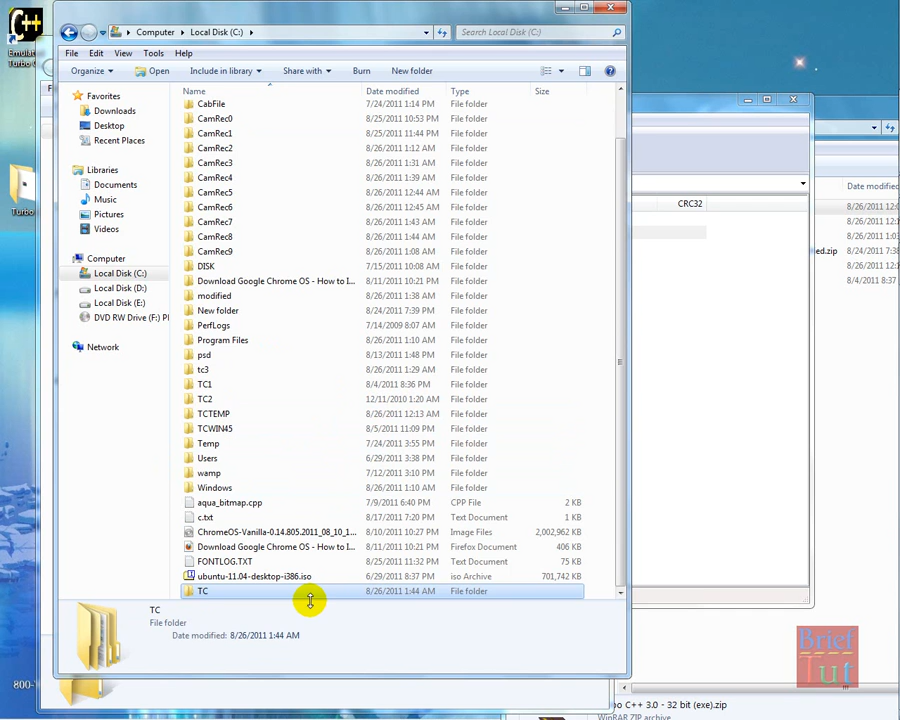 Computer ▸ Local Disk (C:) ▸
Search Local Disk (C:)
File Edit View Tools Help
Organize Open Include in library Share with Burn New folder
Name Date modified Type Size
Favorites
Downloads
Desktop
Recent Places
Libraries
Documents
Music
Pictures
Videos
Computer
Local Disk (C:)
Local Disk (D:)
Local Disk (E:)
DVD RW Drive (F:) Pl
Network
CabFile 7/24/2011 1:14 PM File folder
CamRec0 8/25/2011 10:53 PM File folder
CamRec1 8/25/2011 11:44 PM File folder
CamRec2 8/26/2011 1:12 AM File folder
CamRec3 8/26/2011 1:31 AM File folder
CamRec4 8/26/2011 1:39 AM File folder
CamRec5 8/26/2011 12:44 AM File folder
CamRec6 8/26/2011 12:45 AM File folder
CamRec7 8/26/2011 1:43 AM File folder
CamRec8 8/26/2011 1:44 AM File folder
CamRec9 8/26/2011 1:08 AM File folder
DISK 7/15/2011 10:08 AM File folder
Download Google Chrome OS - How to I... 8/11/2011 10:21 PM File folder
modified 8/26/2011 1:38 AM File folder
New folder 8/24/2011 7:39 PM File folder
PerfLogs 7/14/2009 8:07 AM File folder
Program Files 8/26/2011 1:10 AM File folder
psd 8/13/2011 1:48 PM File folder
tc3 8/26/2011 1:29 AM File folder
TC1 8/4/2011 8:36 PM File folder
TC2 12/11/2010 1:20 AM File folder
TCTEMP 8/26/2011 12:13 AM File folder
TCWIN45 8/5/2011 11:09 PM File folder
Temp 7/24/2011 3:55 PM File folder
Users 6/29/2011 3:38 PM File folder
wamp 7/12/2011 3:10 PM File folder
Windows 8/26/2011 1:10 AM File folder
aqua_bitmap.cpp 7/9/2011 6:40 PM CPP File 2 KB
c.txt 8/17/2011 7:20 PM Text Document 1 KB
ChromeOS-Vanilla-0.14.805.2011_08_10_1... 8/10/2011 10:27 PM Image Files 2,002,962 KB
Download Google Chrome OS - How to I... 8/11/2011 10:21 PM Firefox Document 406 KB
FONTLOG.TXT 8/25/2011 11:32 PM Text Document 75 KB
ubuntu-11.04-desktop-i386.iso 6/29/2011 8:37 PM iso Archive 701,742 KB
TC 8/26/2011 1:44 AM File folder
TC
File folder
Date modified: 8/26/2011 1:44 AM
C++
Emulat
Turbo C
Turbo
800-
CRC32
Date modified
8/26/2011 12:0
8/26/2011 12:1
8/26/2011 1:03
ed.zip 8/24/2011 7:38
8/26/2011 12:0
8/4/2011 8:37
Brief
Tut
bo C++ 3.0 - 32 bit (exe).zip
WinRAR ZIP archive